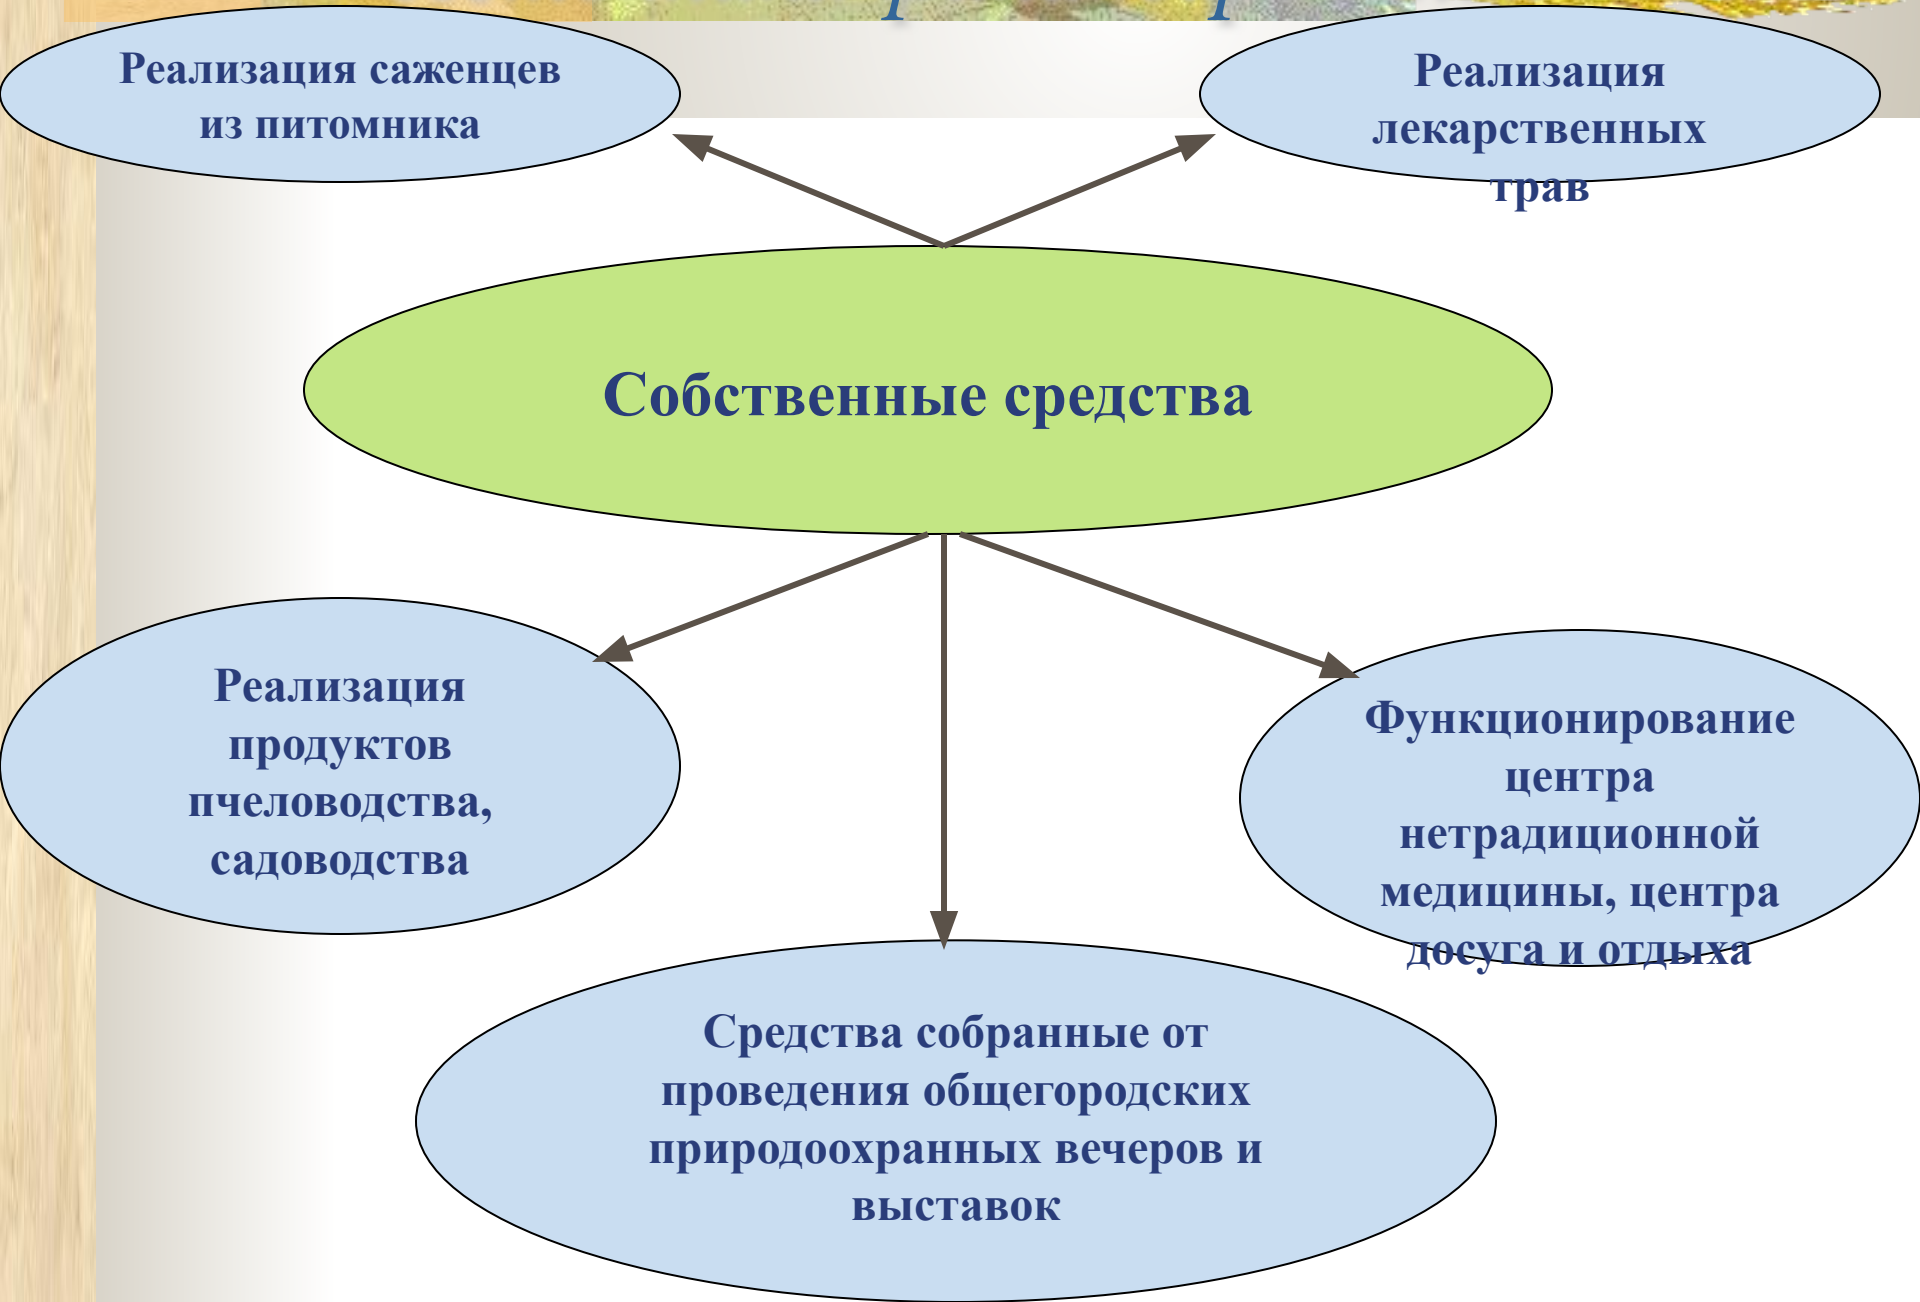 Реализация саженцев
из питомника
Реализация
лекарственных
трав
Собственные средства
Реализация
продуктов
пчеловодства,
садоводства
Функционирование
центра
нетрадиционной
медицины, центра
досуга и отдыха
Средства собранные от
проведения общегородских
природоохранных вечеров и
выставок